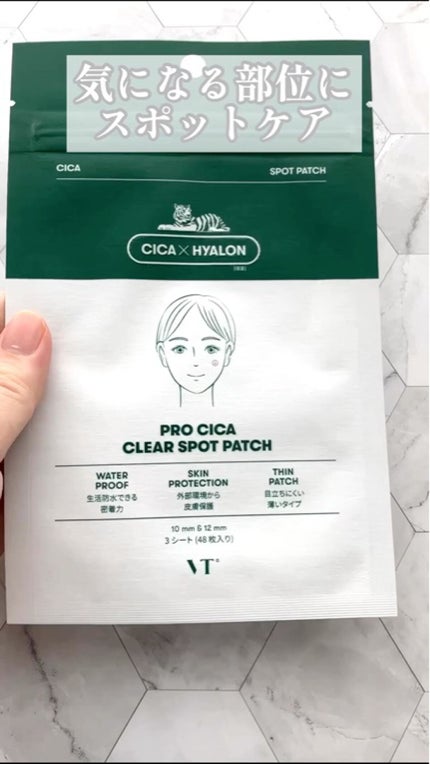 気になる部位に
スポットケア
CICA
SPOT PATCH
CICA×HYALON
PRO CICA
CLEAR SPOT PATCH
WATER
PROOF
生活防水できる
密着力
SKIN
PROTECTION
外部環境から
皮膚保護
THIN
PATCH
目立ちにくい
薄いタイプ
10 mm & 12 mm
3シート (48枚入り)
VT